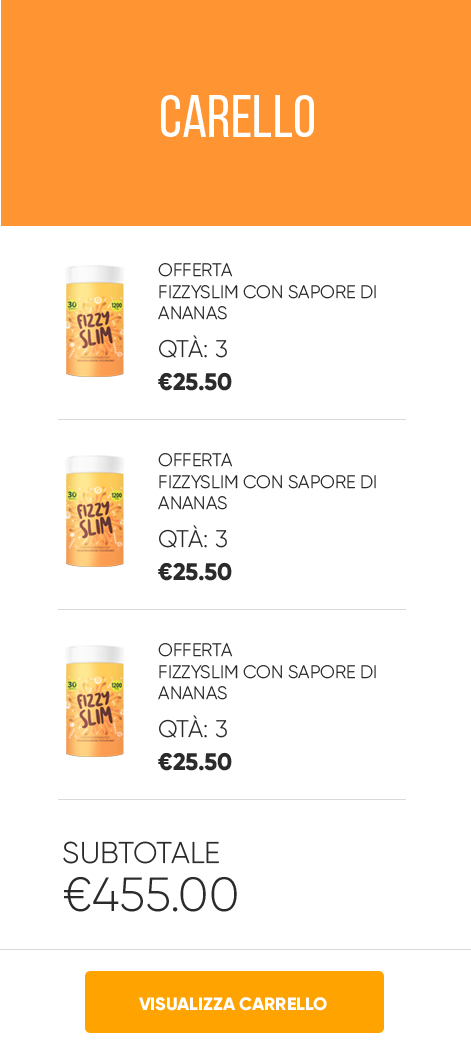 CARELLO
OFFERTA
FIZZYSLIM CON SAPORE DI
ANANAS
QTÀ: 3
€25.50
30
1200
FIZZY
SLIM
OFFERTA
FIZZYSLIM CON SAPORE DI
ANANAS
QTÀ: 3
€25.50
30
1200
FIZZY
SLIM
OFFERTA
FIZZYSLIM CON SAPORE DI
ANANAS
QTÀ: 3
€25.50
30
1200
FIZZY
SLIM
SUBTOTALE
€455.00
VISUALIZZA CARRELLO